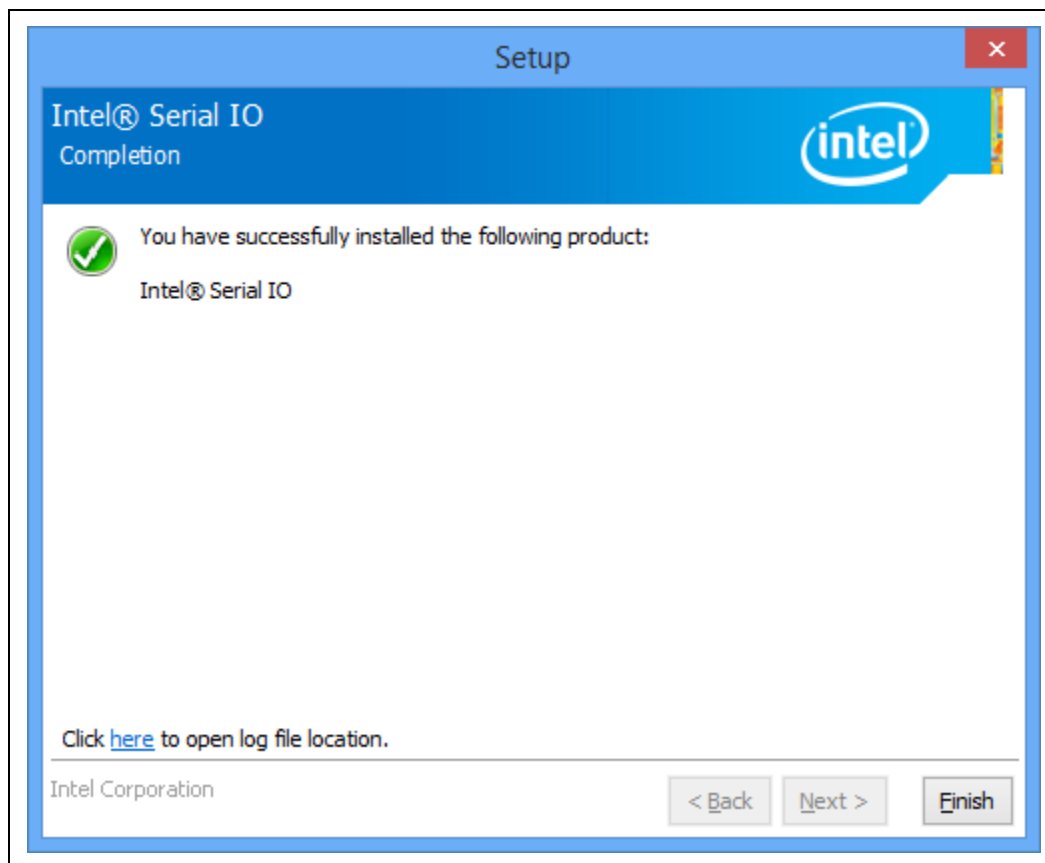 Setup
Intel® Serial IO
Completion
intel
You have successfully installed the following product:
Intel® Serial IO
Click here to open log file location.
Intel Corporation
< Back
Next >
Finish